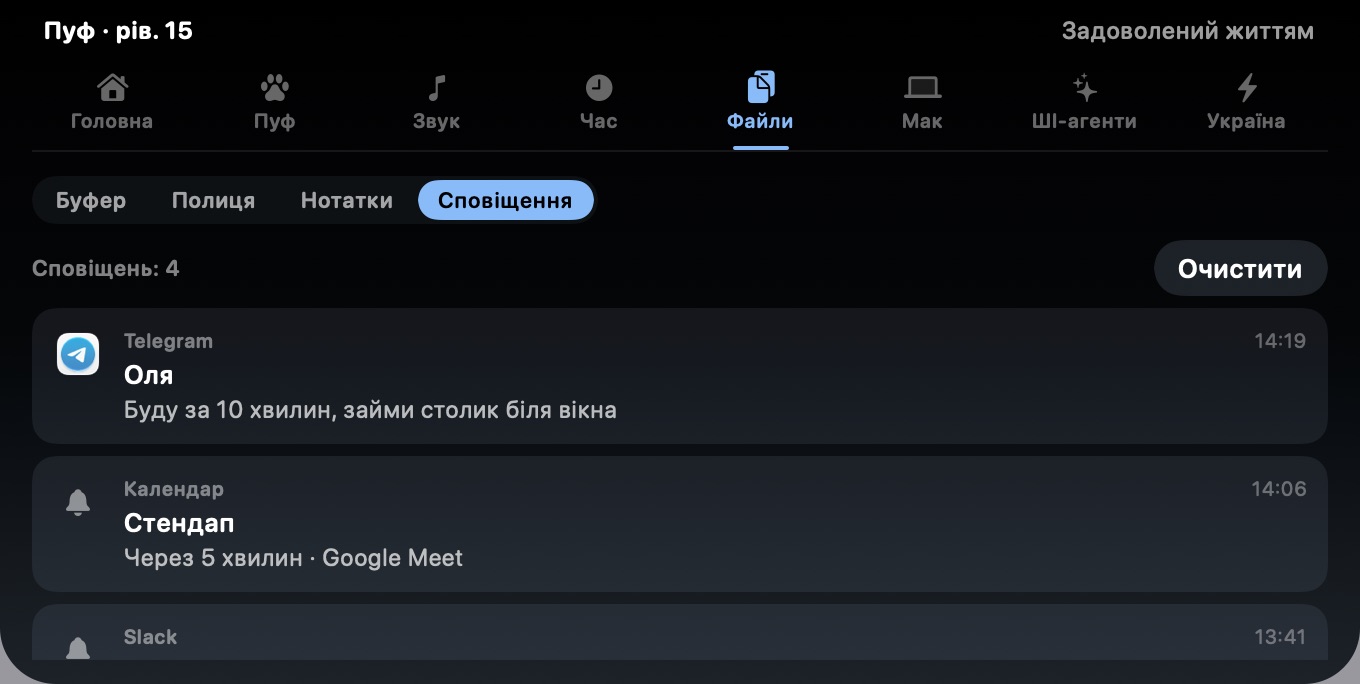 Пуф · рів. 15
Задоволений життям
Головна
Пуф
Звук
Час
Файли
Мак
ШІ-агенти
Україна
Буфер
Полиця
Нотатки
Сповіщення
Сповіщень: 4
Очистити
Telegram
14:19
Оля
Буду за 10 хвилин, займи столик біля вікна
Календар
14:06
Стендап
Через 5 хвилин · Google Meet
Slack
13:41